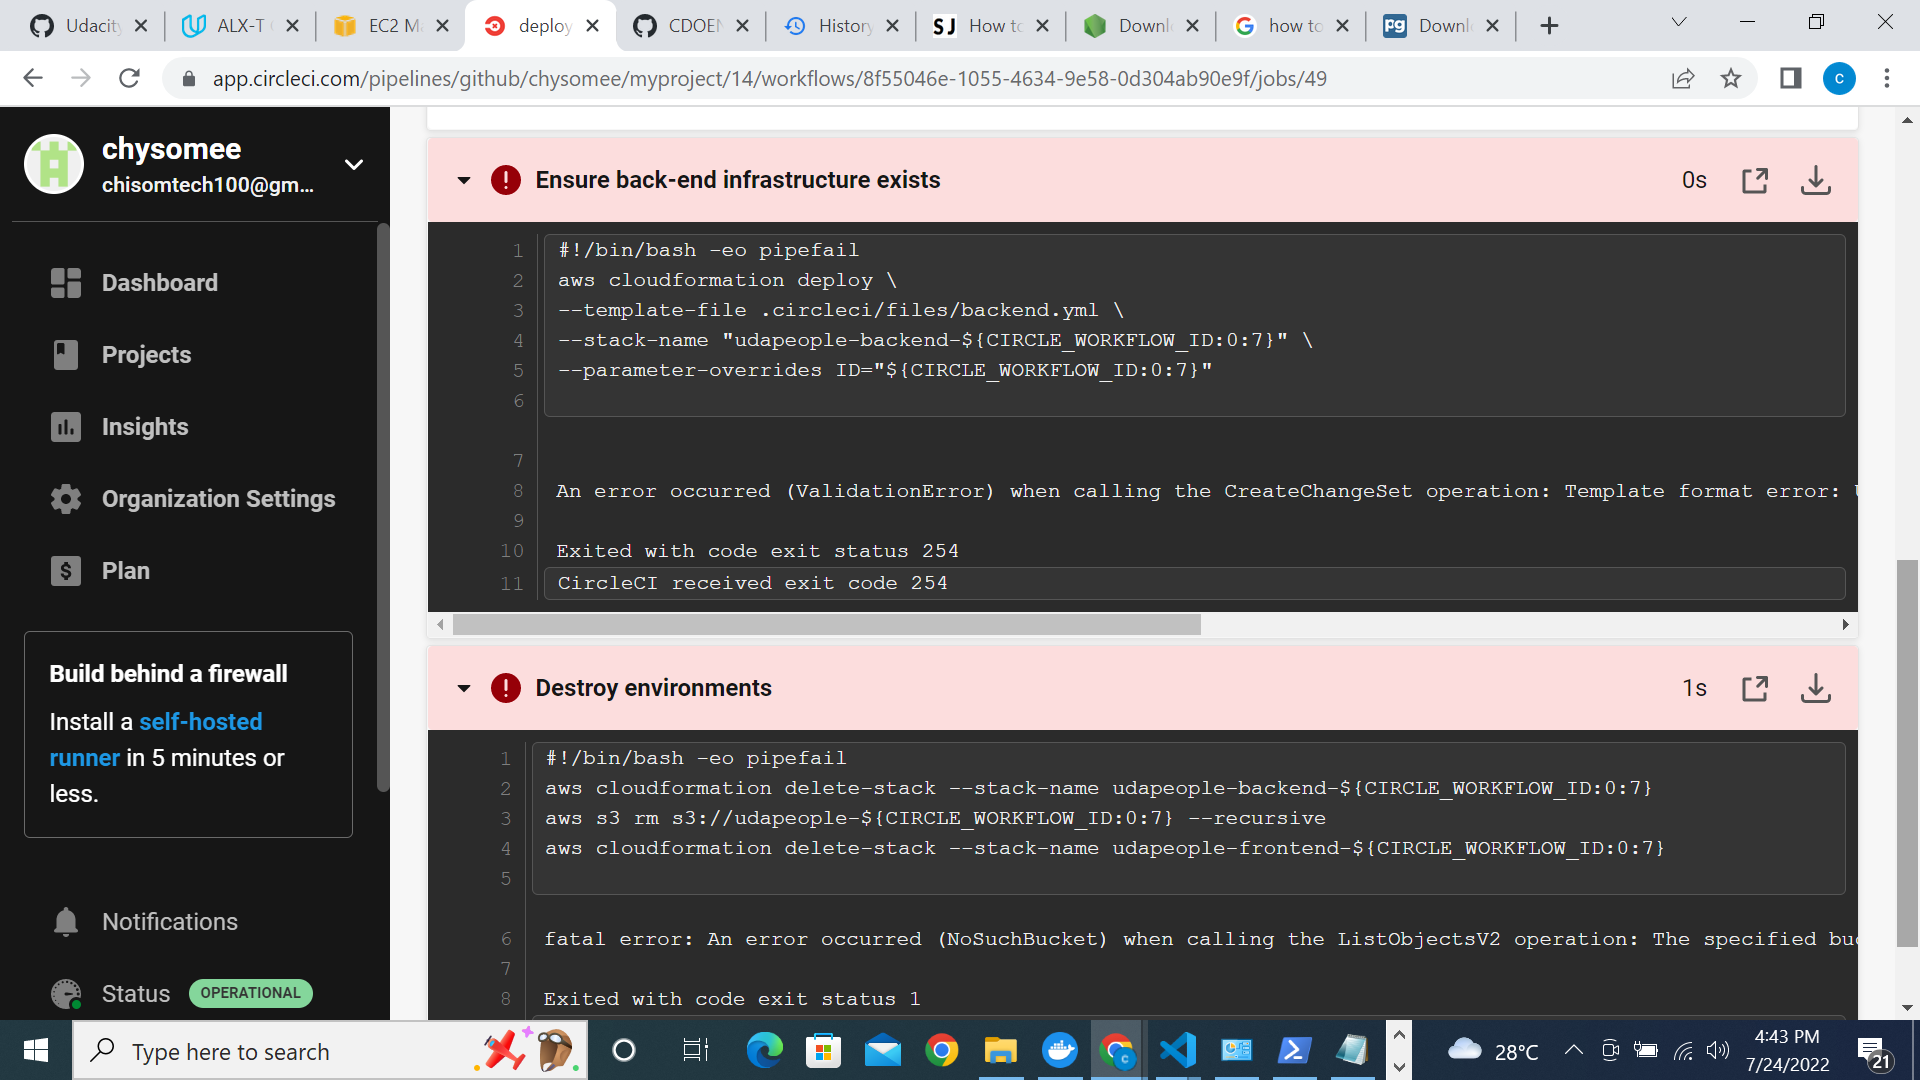 Udacity
ALX-T
EC2 Ma
deploy
CDOEN
History
SJ
How to
Downl
how to
pg
Downl
app.circleci.com/pipelines/github/chysomee/myproject/14/workflows/8f55046e-1055-4634-9e58-0d304ab90e9f/jobs/49
c
chysomee
chisomtech100@gm...
Dashboard
Projects
Insights
Organization Settings
Plan
Build behind a firewall
Install a self-hosted
runner in 5 minutes or
less.
Notifications
Status OPERATIONAL
Ensure back-end infrastructure exists 0s
1 #!/bin/bash -eo pipefail
2 aws cloudformation deploy \
3 --template-file .circleci/files/backend.yml \
4 --stack-name "udapeople-backend-${CIRCLE_WORKFLOW_ID:0:7}" \
5 --parameter-overrides ID="${CIRCLE_WORKFLOW_ID:0:7}"
6
7
8 An error occurred (ValidationError) when calling the CreateChangeSet operation: Template format error:
9
10 Exited with code exit status 254
11 CircleCI received exit code 254
Destroy environments 1s
1 #!/bin/bash -eo pipefail
2 aws cloudformation delete-stack --stack-name udapeople-backend-${CIRCLE_WORKFLOW_ID:0:7}
3 aws s3 rm s3://udapeople-${CIRCLE_WORKFLOW_ID:0:7} --recursive
4 aws cloudformation delete-stack --stack-name udapeople-frontend-${CIRCLE_WORKFLOW_ID:0:7}
5
6 fatal error: An error occurred (NoSuchBucket) when calling the ListObjectsV2 operation: The specified bu
7
8 Exited with code exit status 1
Type here to search
28°C
4:43 PM
7/24/2022
21